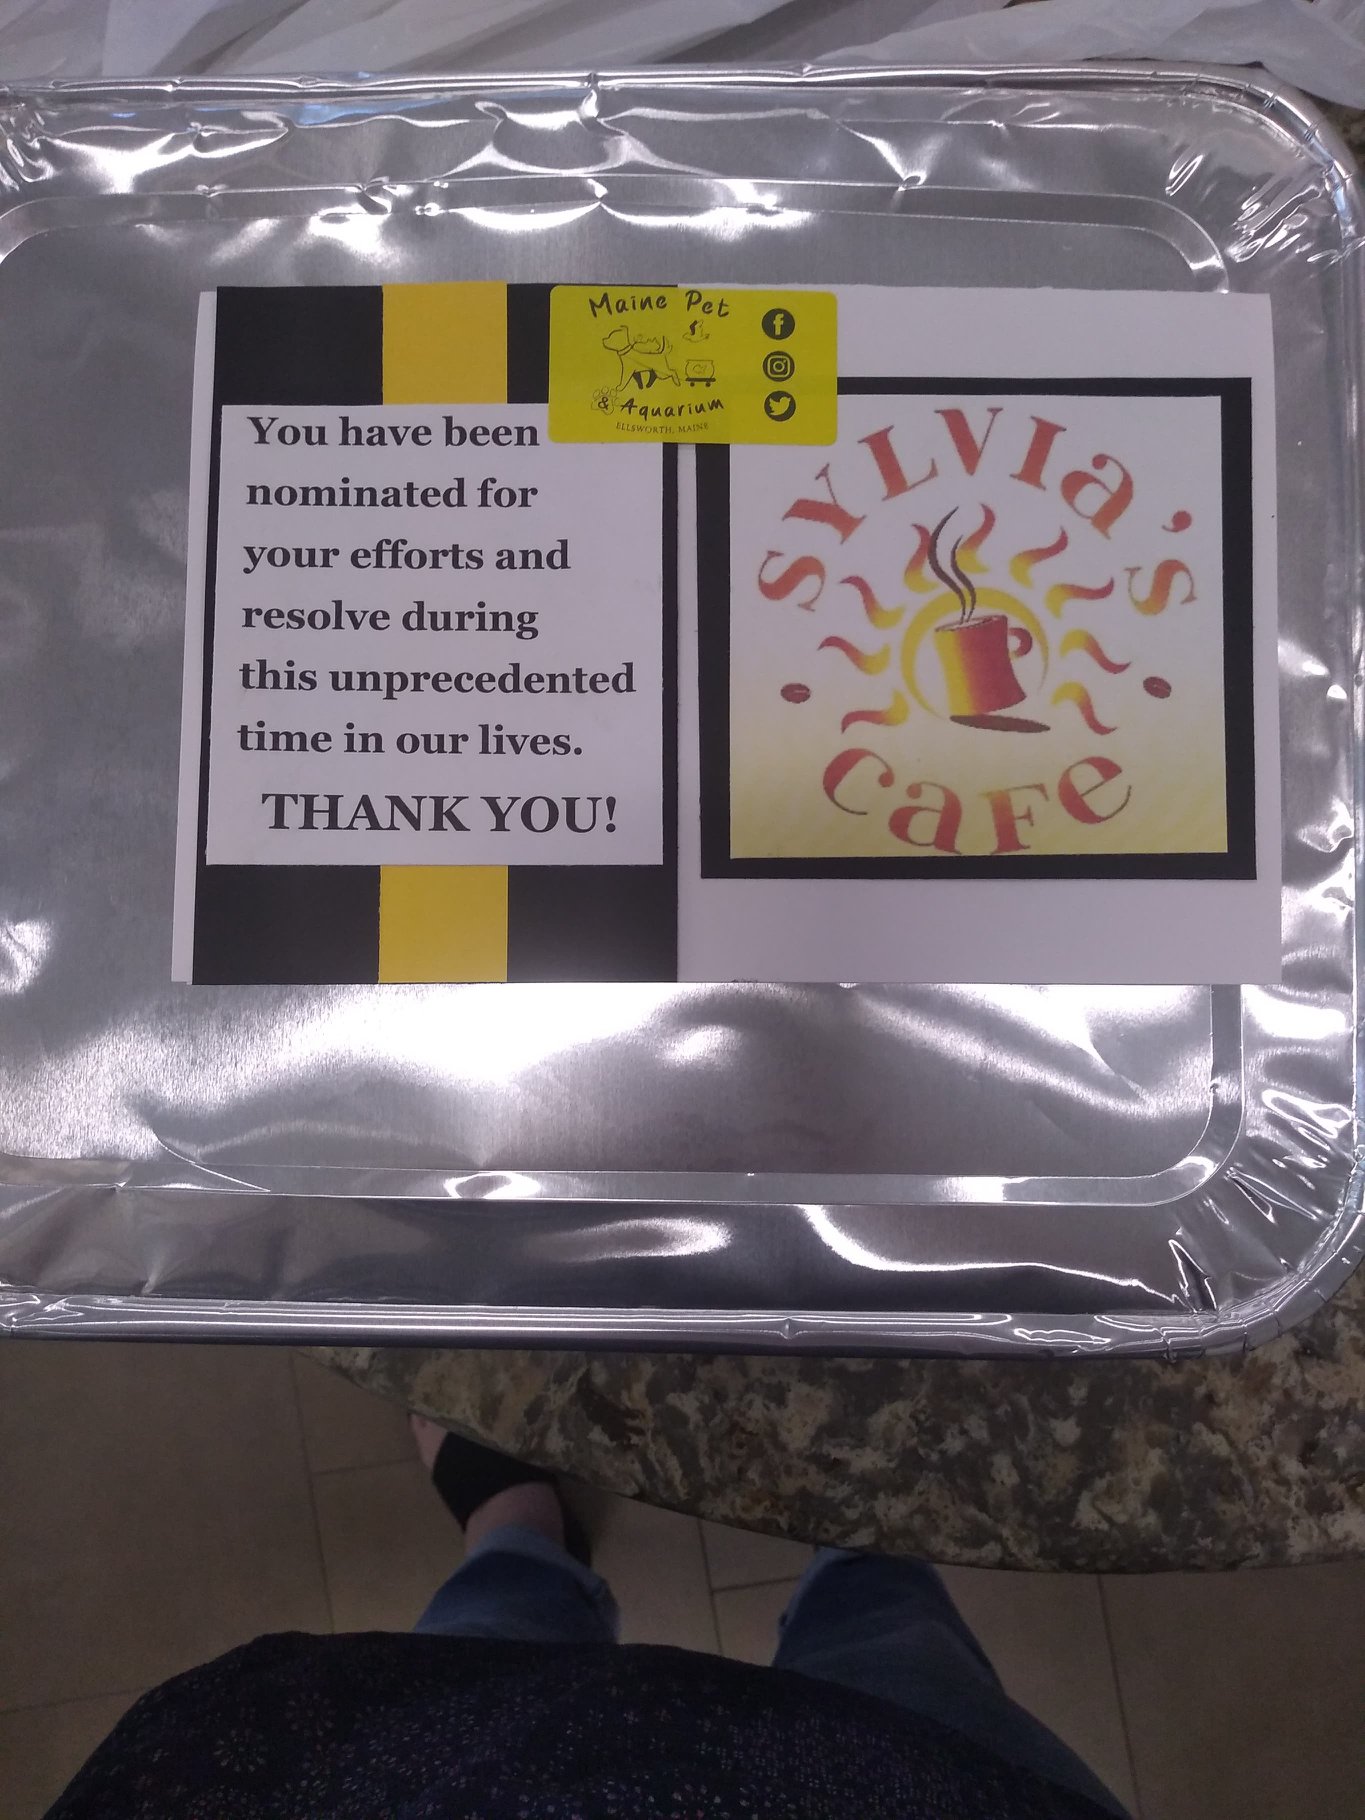 Maine Pet
& Aquarium
ELLSWORTH, MAINE
You have been
nominated for
your efforts and
resolve during
this unprecedented
time in our lives.
THANK YOU!
SYLVIa's
CaFe